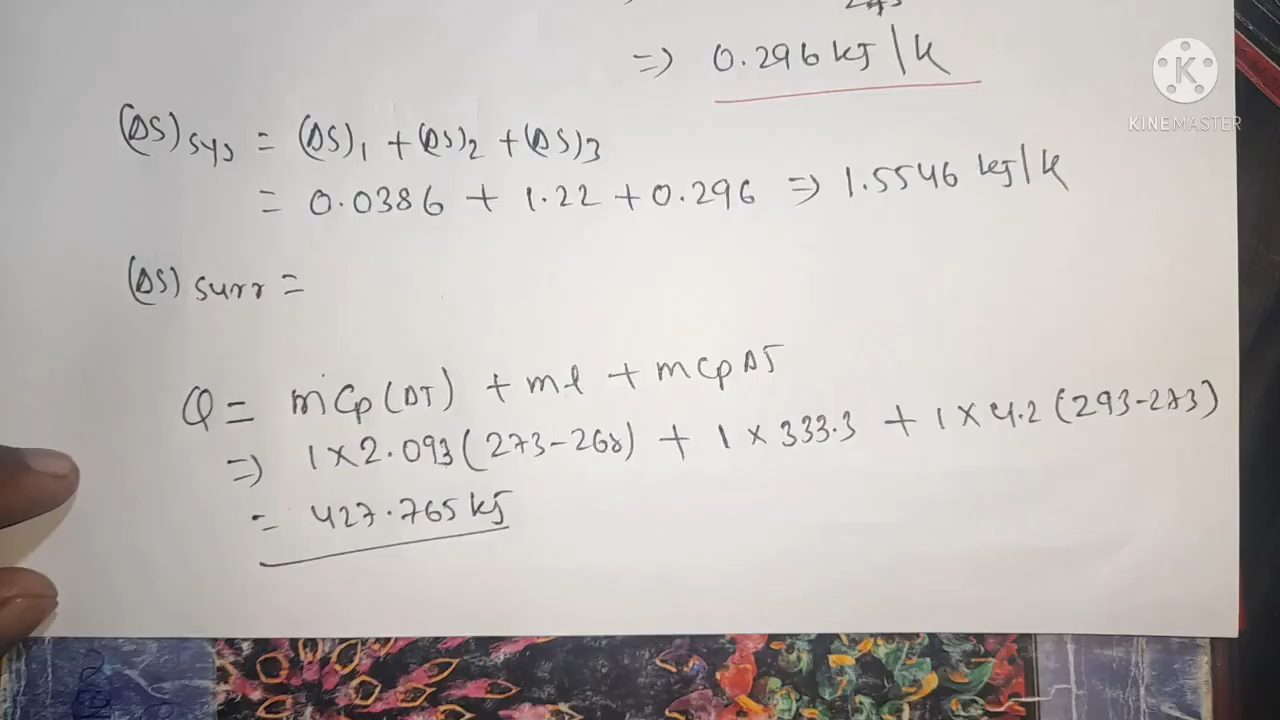 => 0.296 kJ/k
K
KINEMASTER
(ΔS)sys = (ΔS)1 + (ΔS)2 + (ΔS)3
= 0.0386 + 1.22 + 0.296 => 1.5546 kJ/k
(ΔS) surr =
Q = mCp(ΔT) + ml + mCpΔT
=> 1×2.093(273-268) + 1×333.3 + 1×4.2(293-273)
= 427.765 kJ